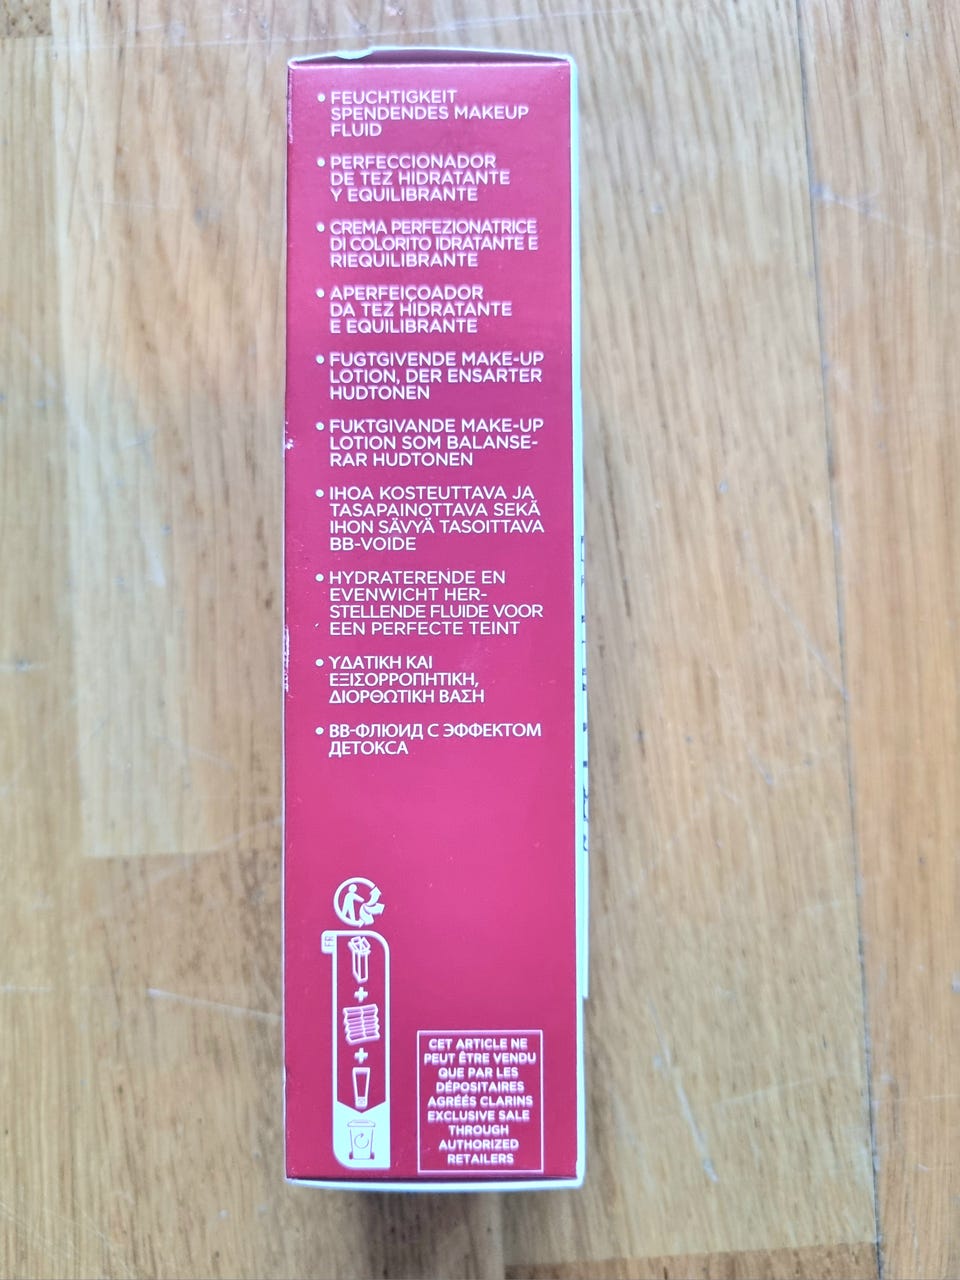 • FEUCHTIGKEIT
SPENDENDES MAKEUP
FLUID
• PERFECCIONADOR
DE TEZ HIDRATANTE
Y EQUILIBRANTE
• CREMA PERFEZIONATRICE
DI COLORITO IDRATANTE E
RIEQUILIBRANTE
• APERFEIÇOADOR
DA TEZ HIDRATANTE
E EQUILIBRANTE
• FUGTGIVENDE MAKE-UP
LOTION, DER ENSARTER
HUDTONEN
• FUKTGIVANDE MAKE-UP
LOTION SOM BALANSE-
RAR HUDTONEN
• IHOA KOSTEUTTAVA JA
TASAPAINOTTAVA SEKÄ
IHON SÄVYÄ TASOITTAVA
BB-VOIDE
• HYDRATERENDE EN
EVENWICHT HER-
STELLENDE FLUIDE VOOR
EEN PERFECTE TEINT
• ΥΔΑΤΙΚΗ ΚΑΙ
ΕΞΙΣΟΡΡΟΠΗΤΙΚΗ,
ΔΙΟΡΘΩΤΙΚΗ ΒΑΣΗ
• BB-ФЛЮИД С ЭФФЕКТОМ
ДЕТОКСА
FR
CET ARTICLE NE
PEUT ÊTRE VENDU
QUE PAR LES
DÉPOSITAIRES
AGRÉÉS CLARINS
EXCLUSIVE SALE
THROUGH
AUTHORIZED
RETAILERS